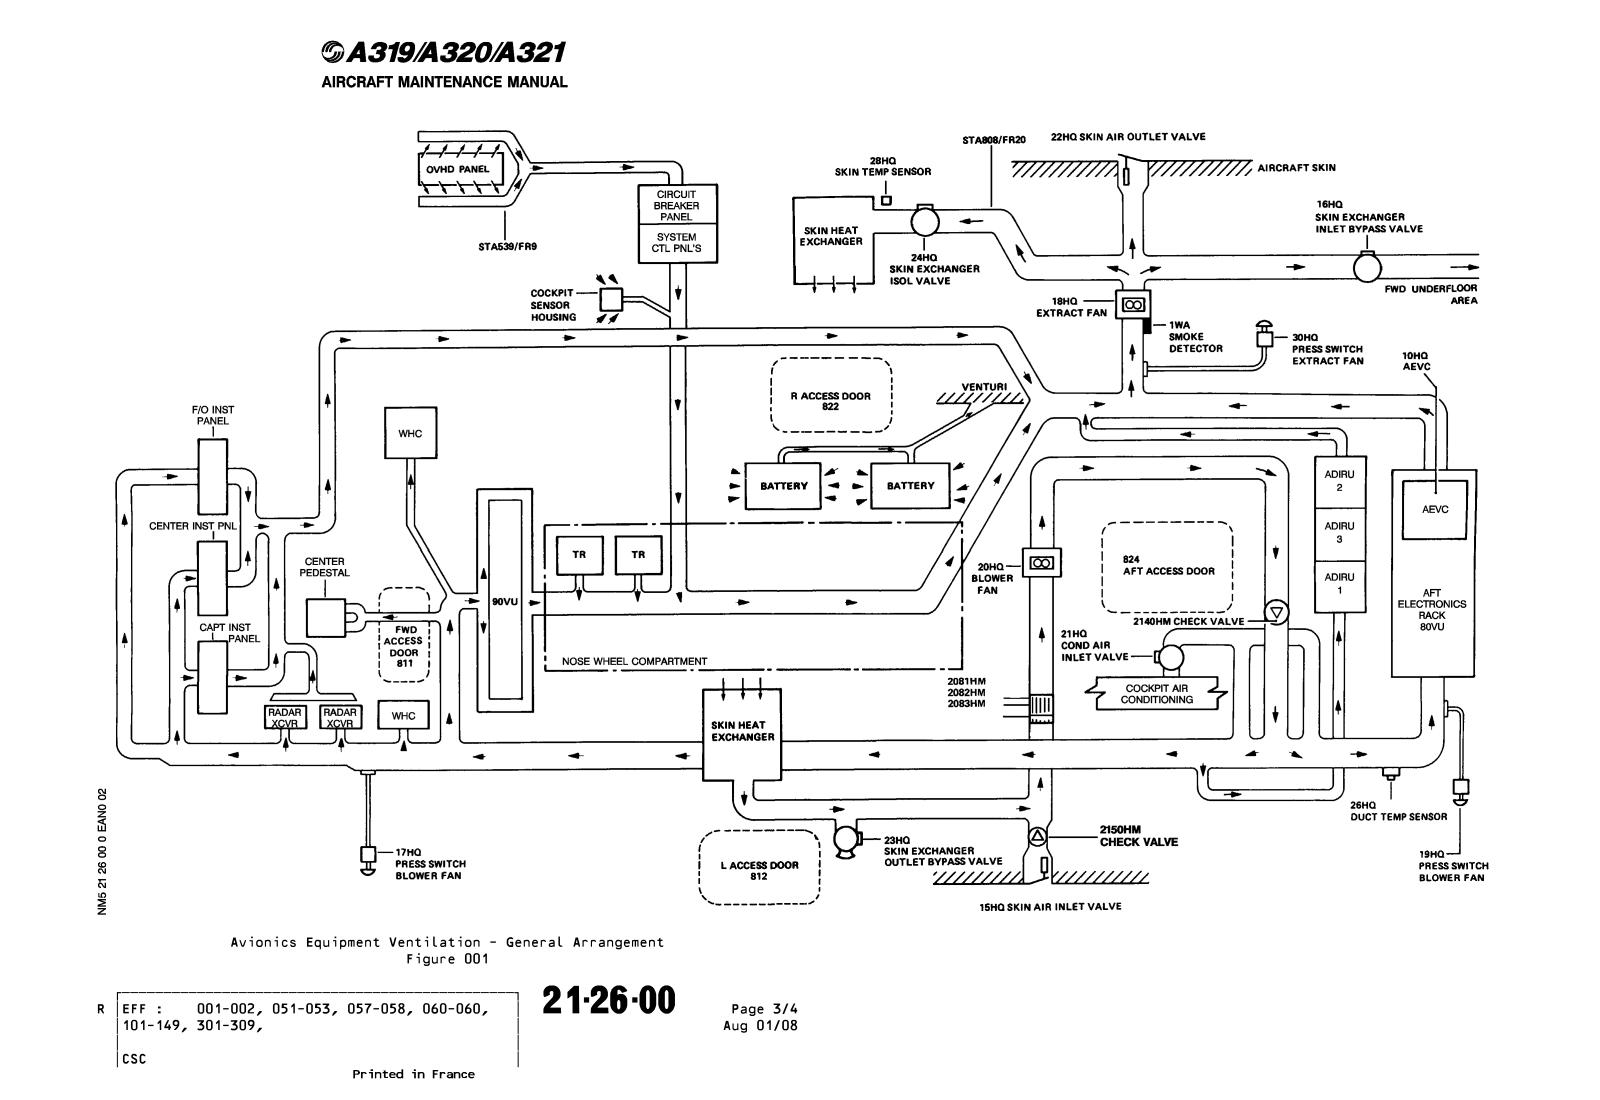 A319/A320/A321
AIRCRAFT MAINTENANCE MANUAL
OVHD PANEL
STA539/FR9
CIRCUIT
BREAKER
PANEL
SYSTEM
CTL PNL'S
COCKPIT
SENSOR
HOUSING
28HQ
SKIN TEMP SENSOR
STA808/FR20
22HQ SKIN AIR OUTLET VALVE
AIRCRAFT SKIN
SKIN HEAT
EXCHANGER
24HQ
SKIN EXCHANGER
ISOL VALVE
16HQ
SKIN EXCHANGER
INLET BYPASS VALVE
FWD UNDERFLOOR
AREA
18HQ
EXTRACT FAN
1WA
SMOKE
DETECTOR
30HQ
PRESS SWITCH
EXTRACT FAN
10HQ
AEVC
F/O INST
PANEL
WHC
R ACCESS DOOR
822
VENTURI
BATTERY
BATTERY
ADIRU
2
ADIRU
3
ADIRU
1
AEVC
AFT
ELECTRONICS
RACK
80VU
CENTER INST PNL
CENTER
PEDESTAL
CAPT INST
PANEL
FWD
ACCESS
DOOR
811
90VU
TR
TR
NOSE WHEEL COMPARTMENT
20HQ
BLOWER
FAN
824
AFT ACCESS DOOR
2140HM CHECK VALVE
21HQ
COND AIR
INLET VALVE
COCKPIT AIR
CONDITIONING
2081HM
2082HM
2083HM
RADAR
XCVR
RADAR
XCVR
WHC
SKIN HEAT
EXCHANGER
17HQ
PRESS SWITCH
BLOWER FAN
L ACCESS DOOR
812
23HQ
SKIN EXCHANGER
OUTLET BYPASS VALVE
2150HM
CHECK VALVE
15HQ SKIN AIR INLET VALVE
26HQ
DUCT TEMP SENSOR
19HQ
PRESS SWITCH
BLOWER FAN
NM5 21 26 00 0 EAN0 02
Avionics Equipment Ventilation - General Arrangement
Figure 001
R
EFF : 001-002, 051-053, 057-058, 060-060,
101-149, 301-309,
CSC
21-26-00
Page 3/4
Aug 01/08
Printed in France